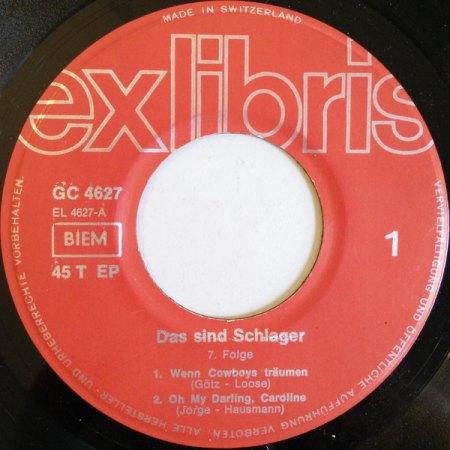 MADE IN SWITZERLAND
ex libris
GC 4627
EL 4627-A
BIEM
45 T EP
1
Das sind Schlager
7. Folge
1. Wenn Cowboys träumen
(Götz - Loose)
2. Oh My Darling, Caroline
(Jorge - Hausmann)
ALLE HERSTELLER- UND URHEBERRECHTE VORBEHALTEN.
VERVIELFÄLTIGUNG UND ÖFFENTLICHE AUFFÜHRUNG VERBOTEN.